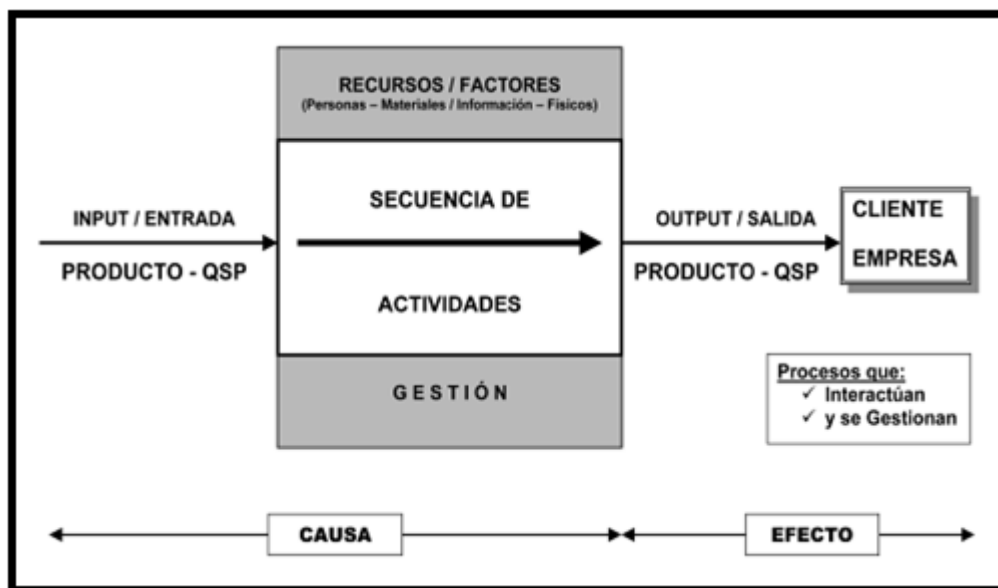 RECURSOS / FACTORES
(Personas – Materiales / Información – Físicos)
INPUT / ENTRADA
PRODUCTO - QSP
SECUENCIA DE
ACTIVIDADES
OUTPUT / SALIDA
PRODUCTO - QSP
CLIENTE
EMPRESA
GESTIÓN
Procesos que:
✓ Interactúan
✓ y se Gestionan
CAUSA
EFECTO